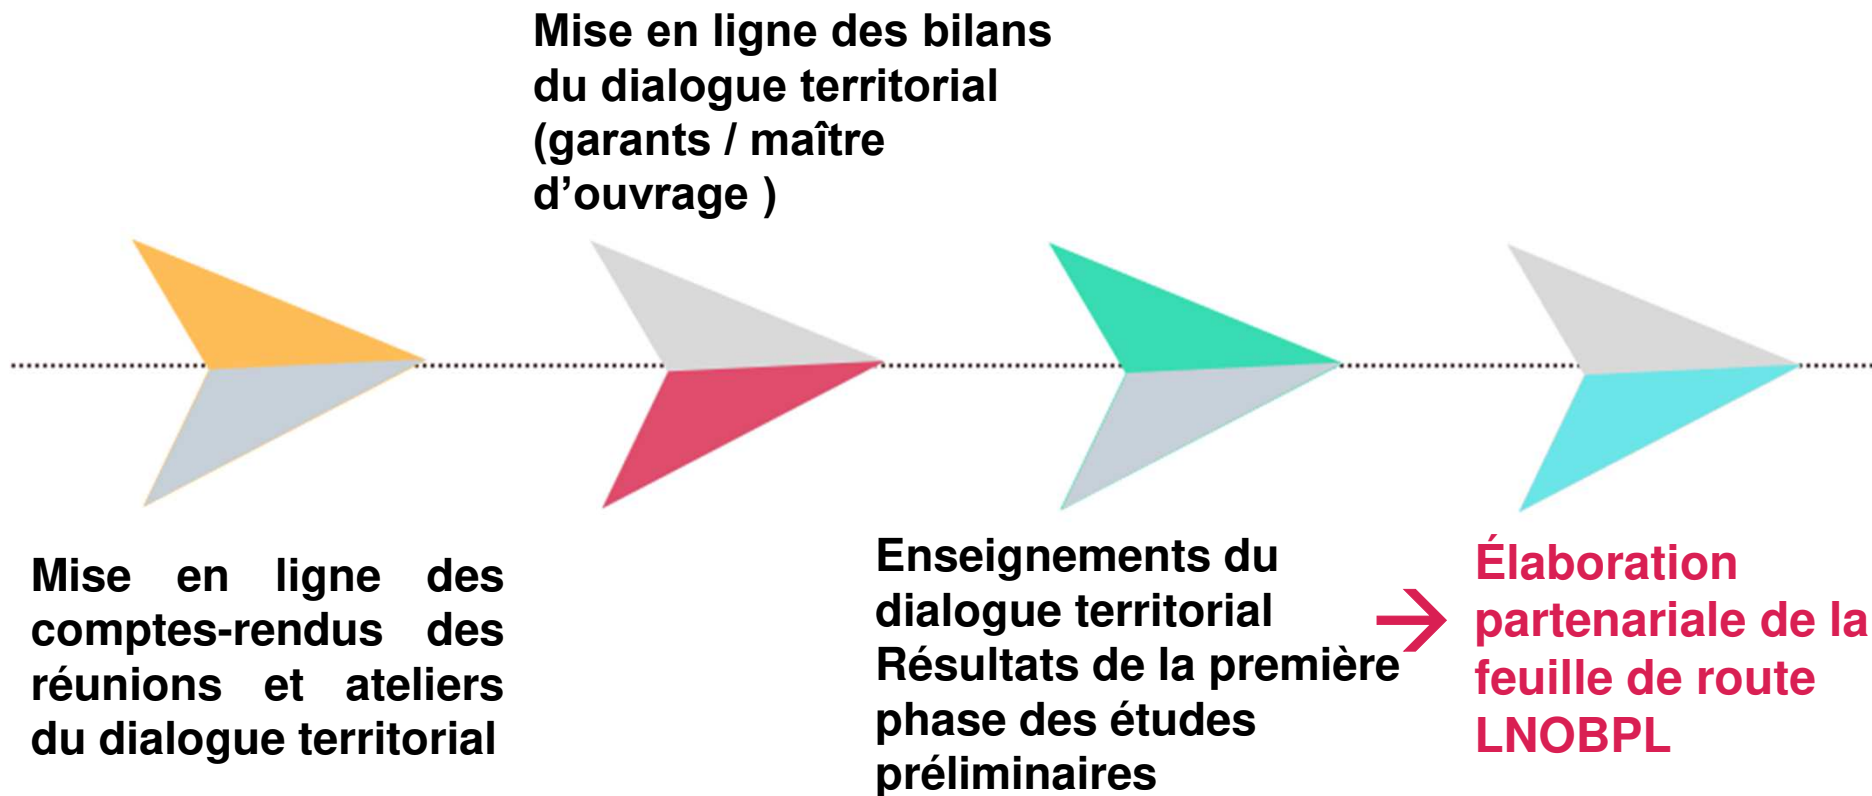 Mise en ligne des bilans
du dialogue territorial
(garants / maître
d’ouvrage )
Mise en ligne des
comptes-rendus des
réunions et ateliers
du dialogue territorial
Enseignements du
dialogue territorial
Résultats de la première
phase des études
préliminaires
Élaboration
partenariale de la
feuille de route
LNOBPL